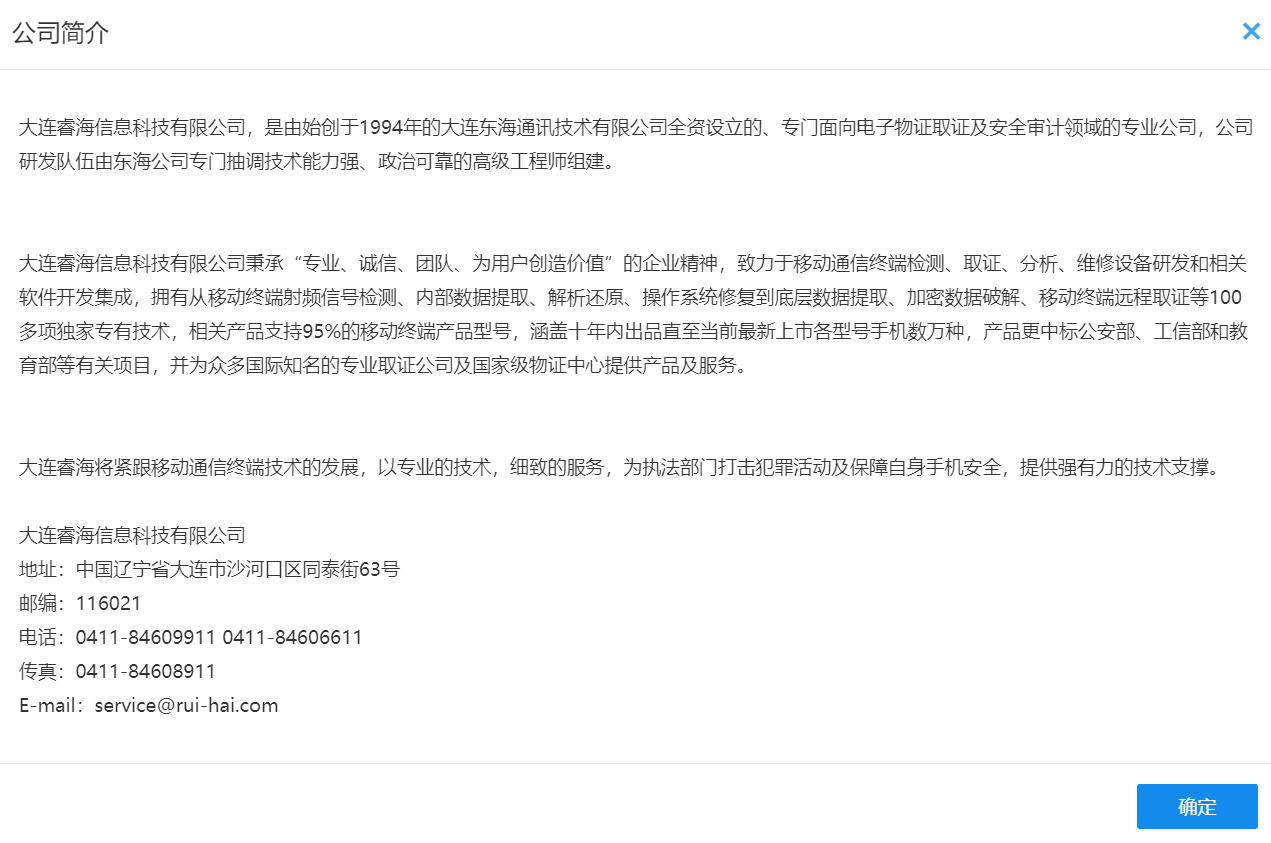 公司简介
大连睿海信息科技有限公司，是由始创于1994年的大连东海通讯技术有限公司全资设立的、专门面向电子物证取证及安全审计领域的专业公司，公司
研发队伍由东海公司专门抽调技术能力强、政治可靠的高级工程师组建。
大连睿海信息科技有限公司秉承“专业、诚信、团队、为用户创造价值”的企业精神，致力于移动通信终端检测、取证、分析、维修设备研发和相关
软件开发集成，拥有从移动终端射频信号检测、内部数据提取、解析还原、操作系统修复到底层数据提取、加密数据破解、移动终端远程取证等100
多项独家专有技术，相关产品支持95%的移动终端产品型号，涵盖十年内出品直至当前最新上市各型号手机数万种，产品更中标公安部、工信部和教
育部等有关项目，并为众多国际知名的专业取证公司及国家级物证中心提供产品及服务。
大连睿海将紧跟移动通信终端技术的发展，以专业的技术，细致的服务，为执法部门打击犯罪活动及保障自身手机安全，提供强有力的技术支撑。
大连睿海信息科技有限公司
地址：中国辽宁省大连市沙河口区同泰街63号
邮编：116021
电话：0411-84609911 0411-84606611
传真：0411-84608911
E-mail：service@rui-hai.com
确定